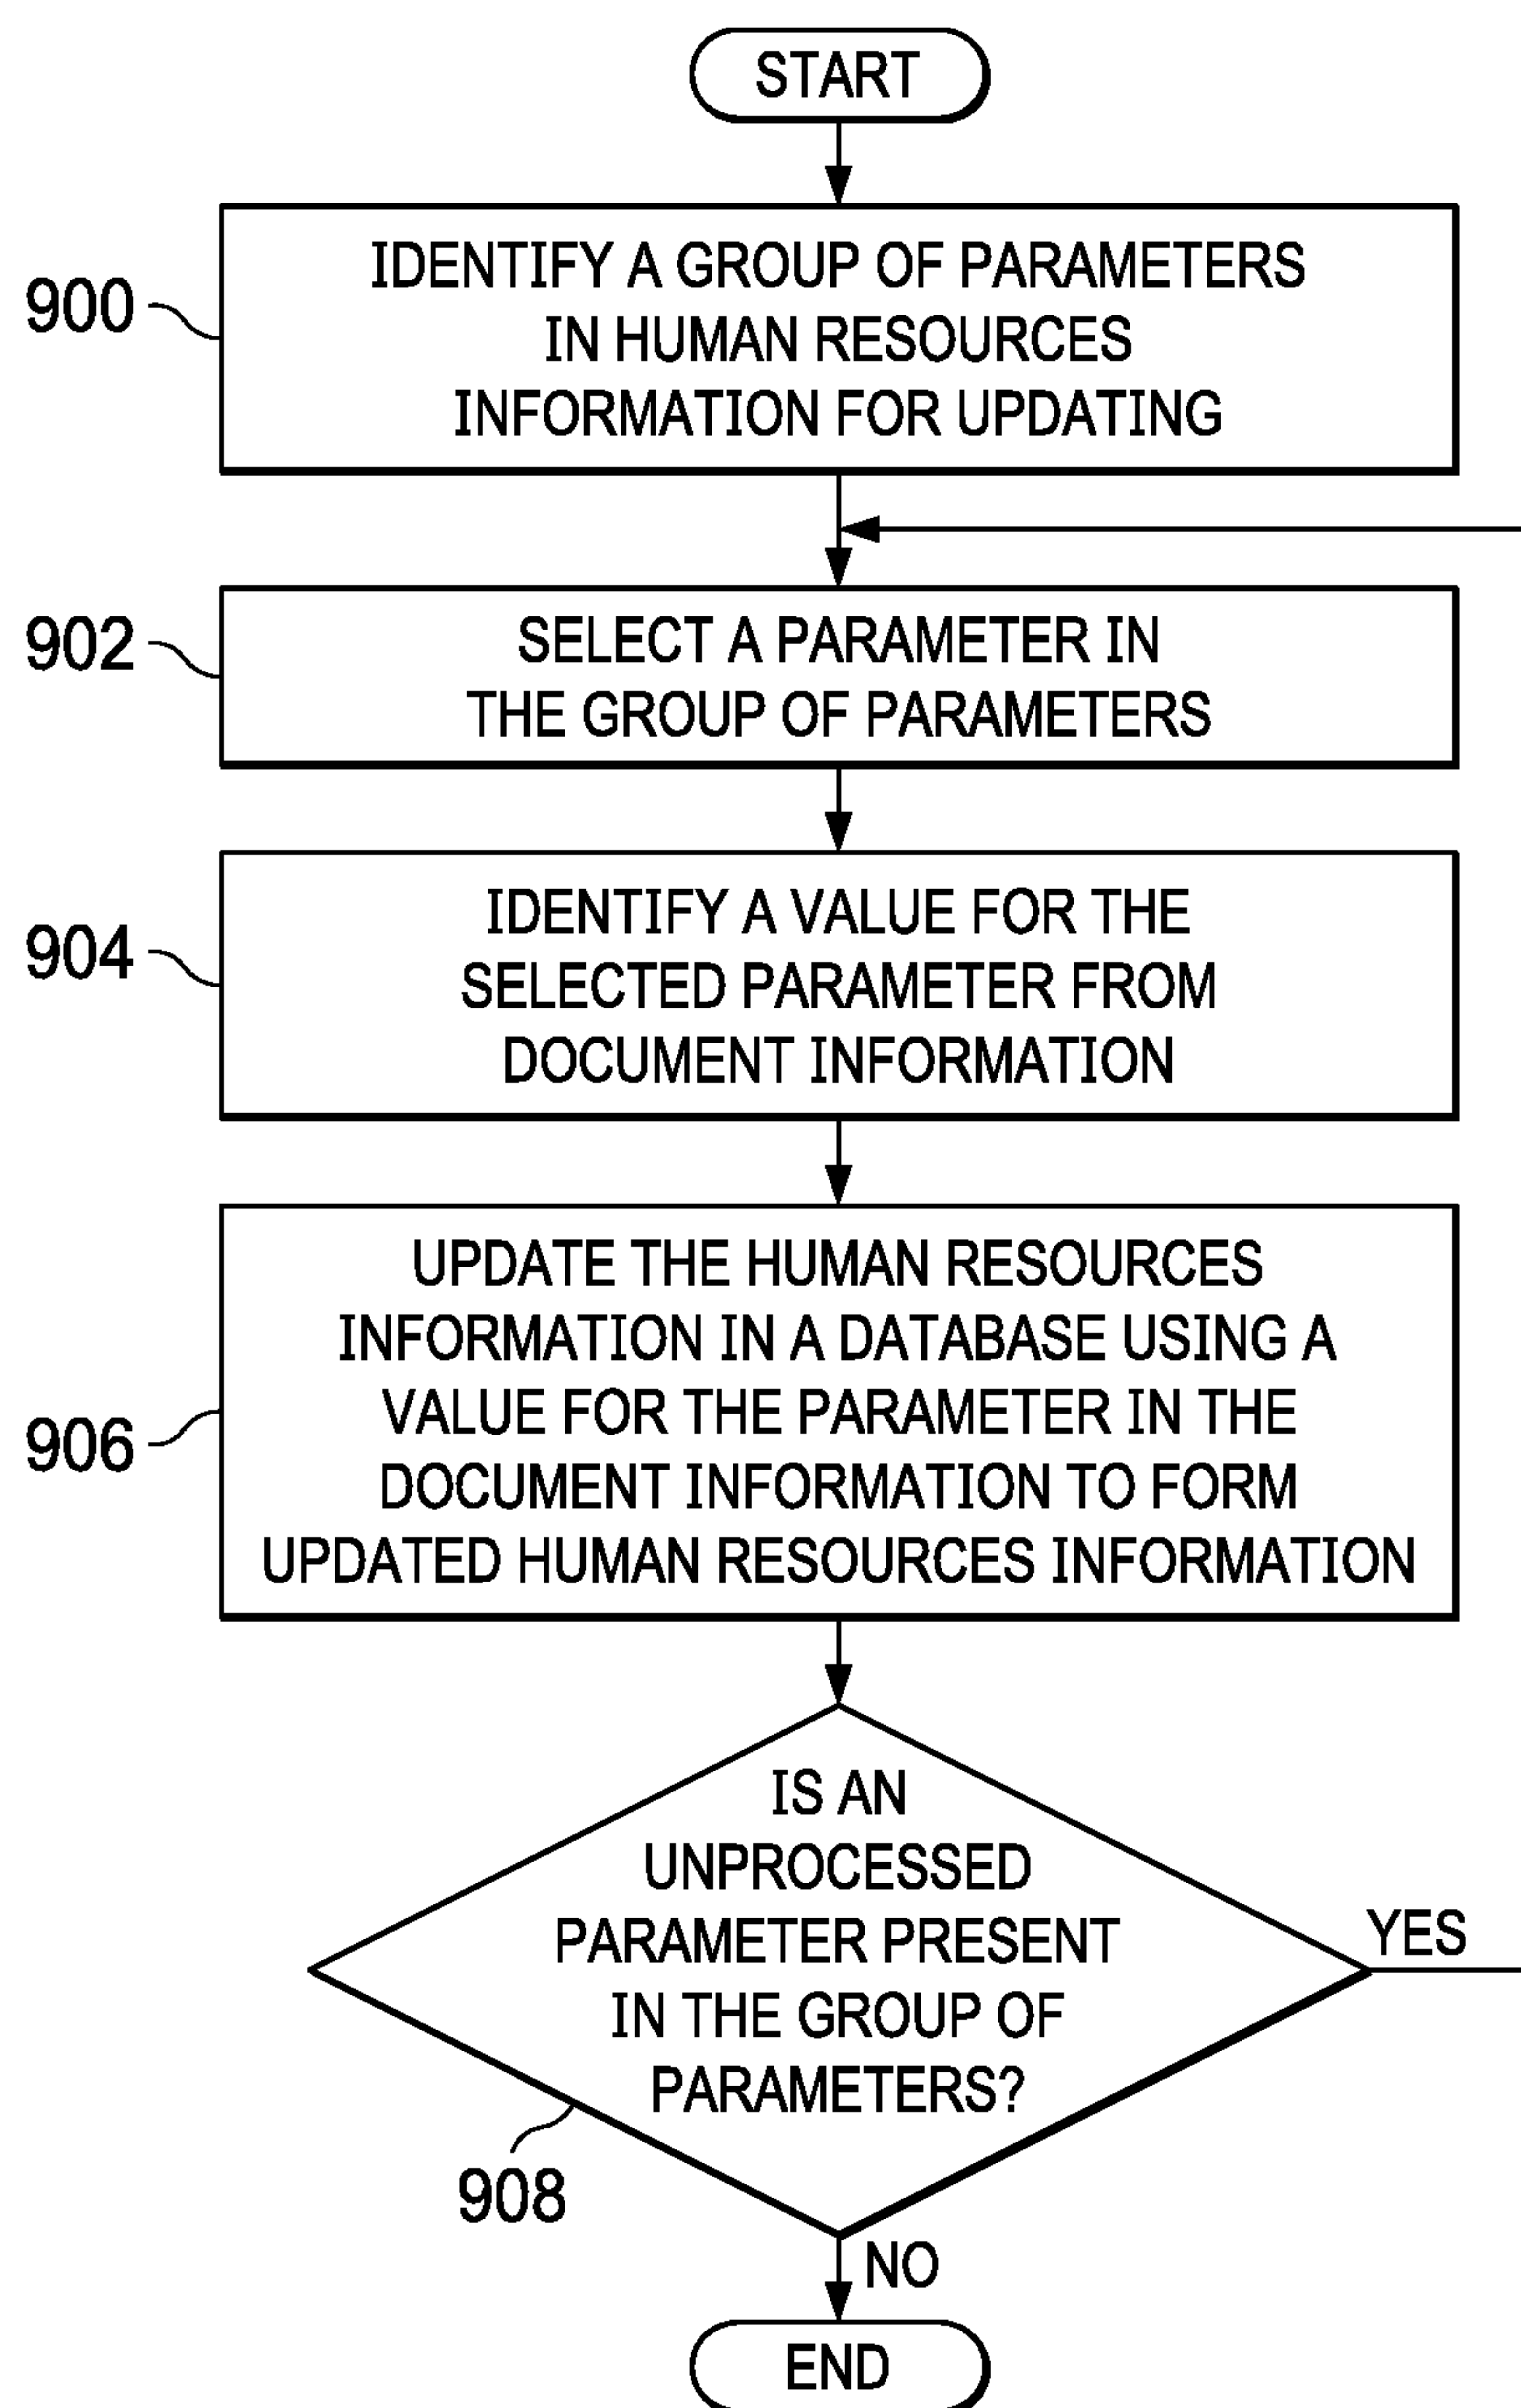 START
900
IDENTIFY A GROUP OF PARAMETERS
IN HUMAN RESOURCES
INFORMATION FOR UPDATING
902
SELECT A PARAMETER IN
THE GROUP OF PARAMETERS
904
IDENTIFY A VALUE FOR THE
SELECTED PARAMETER FROM
DOCUMENT INFORMATION
906
UPDATE THE HUMAN RESOURCES
INFORMATION IN A DATABASE USING A
VALUE FOR THE PARAMETER IN THE
DOCUMENT INFORMATION TO FORM
UPDATED HUMAN RESOURCES INFORMATION
IS AN
UNPROCESSED
PARAMETER PRESENT
IN THE GROUP OF
PARAMETERS?
YES
908
NO
END